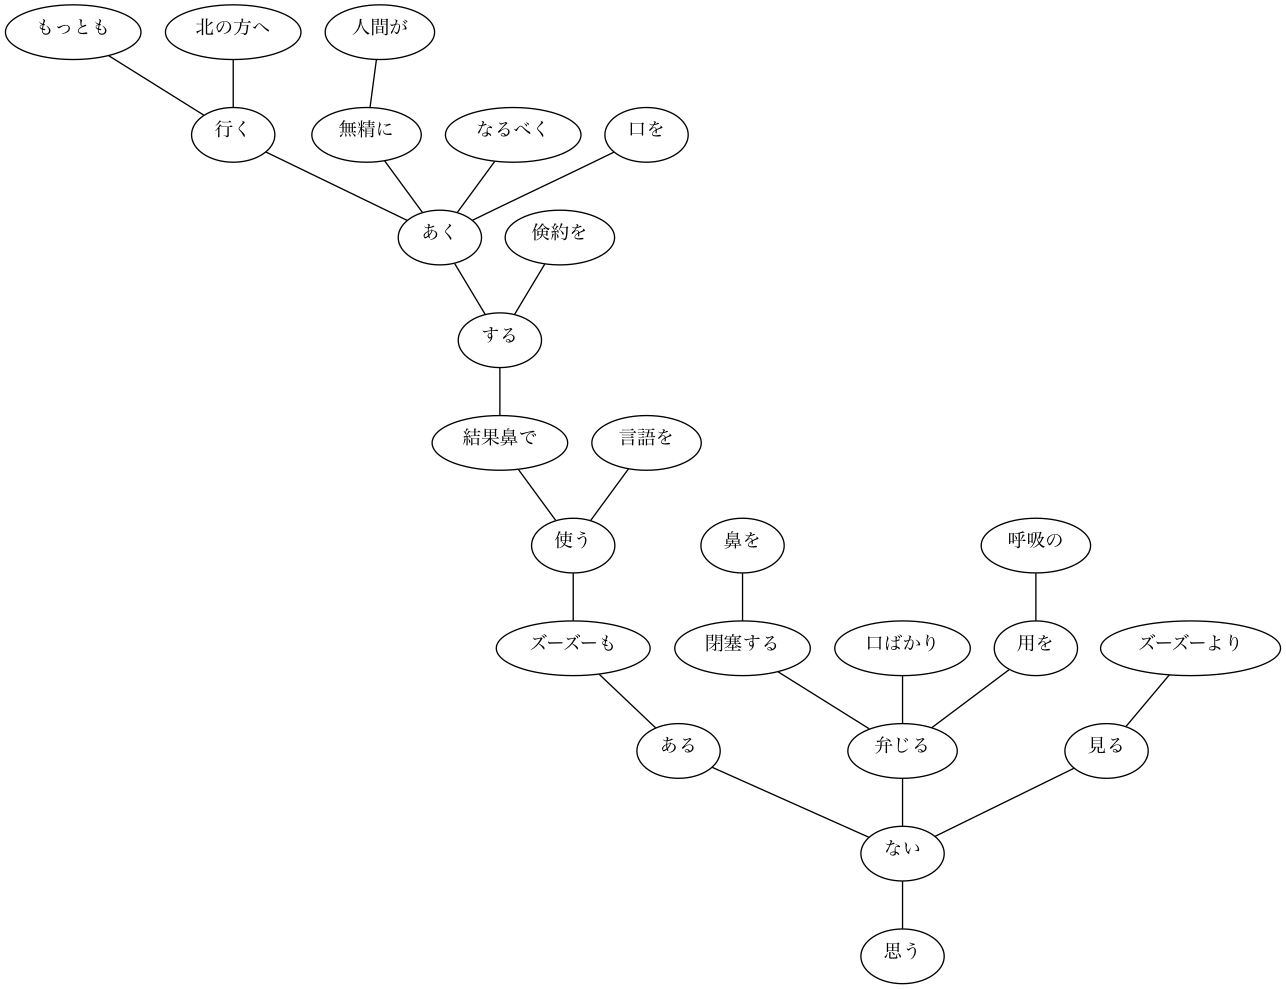 もっとも
北の方へ
人間が
行く
無精に
なるべく
口を
あく
倹約を
する
結果鼻で
言語を
使う
鼻を
呼吸の
ズーズーも
閉塞する
口ばかり
用を
ズーズーより
ある
弁じる
見る
ない
思う